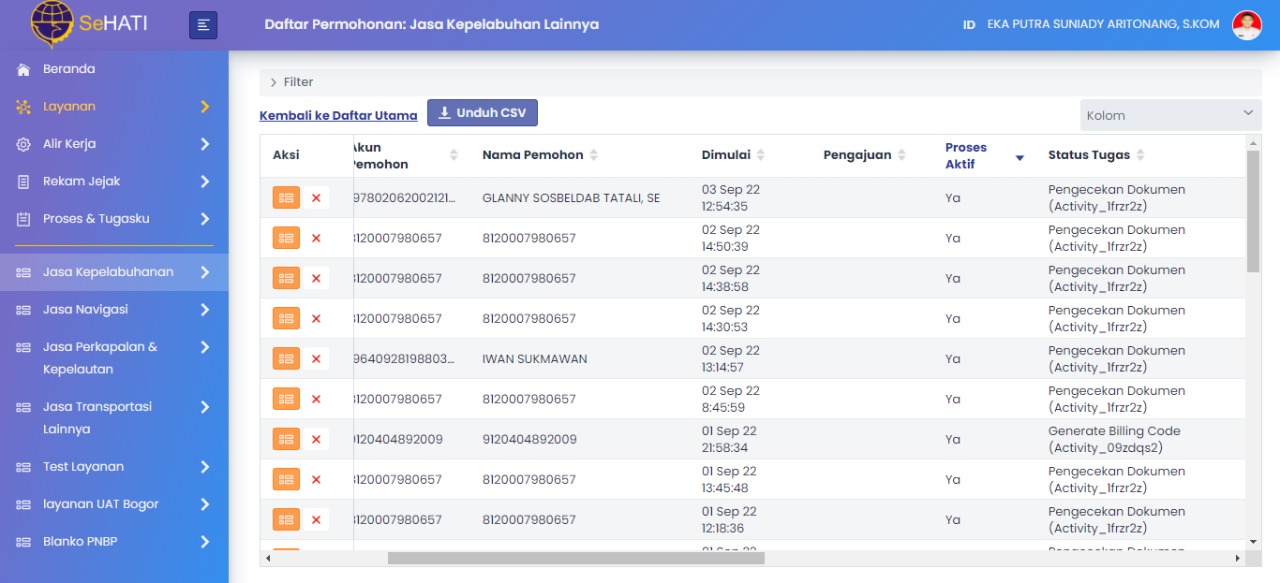 SeHATI
Daftar Permohonan: Jasa Kepelabuhan Lainnya
ID EKA PUTRA SUNIADY ARITONANG, S.KOM
Beranda
Layanan
Alir Kerja
Rekam Jejak
Proses & Tugasku
Jasa Kepelabuhanan
Jasa Navigasi
Jasa Perkapalan &
Kepelautan
Jasa Transportasi
Lainnya
Test Layanan
layanan UAT Bogor
Blanko PNBP
Filter
Kembali ke Daftar Utama
Unduh CSV
Kolom
Aksi
Akun
Pemohon
Nama Pemohon
Dimulai
Pengajuan
Proses
Aktif
Status Tugas
97802062002121... GLANNY SOSBELDAB TATALI, SE 03 Sep 22 Ya Pengecekan Dokumen
12:54:35 (Activity_1frzr2z)
8120007980657 8120007980657 02 Sep 22 Ya Pengecekan Dokumen
14:50:39 (Activity_1frzr2z)
8120007980657 8120007980657 02 Sep 22 Ya Pengecekan Dokumen
14:38:58 (Activity_1frzr2z)
8120007980657 8120007980657 02 Sep 22 Ya Pengecekan Dokumen
14:30:53 (Activity_1frzr2z)
9640928198803... IWAN SUKMAWAN 02 Sep 22 Ya Pengecekan Dokumen
13:14:57 (Activity_1frzr2z)
8120007980657 8120007980657 02 Sep 22 Ya Pengecekan Dokumen
8:45:59 (Activity_1frzr2z)
9120404892009 9120404892009 01 Sep 22 Ya Generate Billing Code
21:58:34 (Activity_09zdqs2)
8120007980657 8120007980657 01 Sep 22 Ya Pengecekan Dokumen
13:45:48 (Activity_1frzr2z)
8120007980657 8120007980657 01 Sep 22 Ya Pengecekan Dokumen
12:18:36 (Activity_1frzr2z)